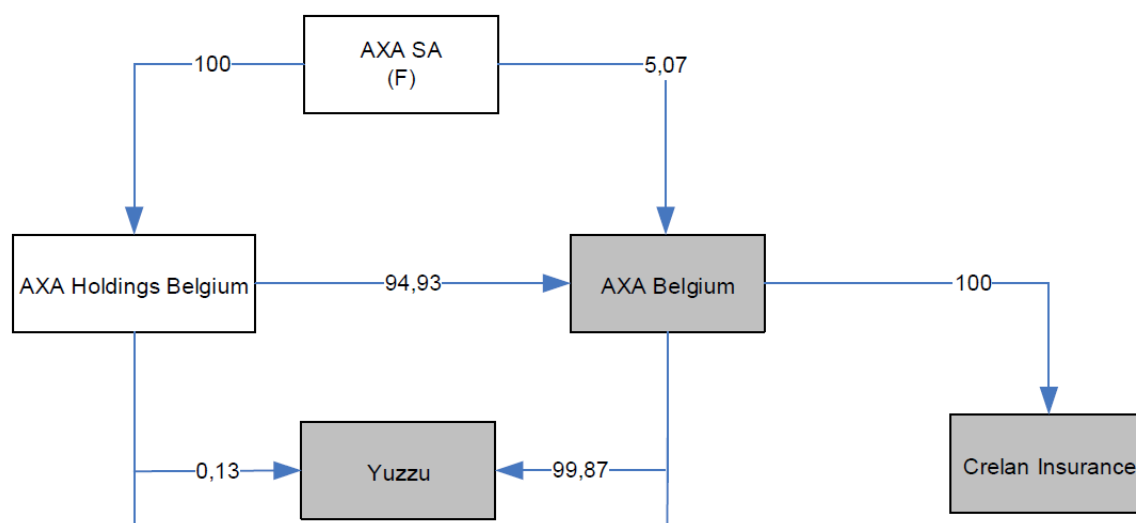 AXA SA
(F)
100
5,07
AXA Holdings Belgium
94,93
AXA Belgium
100
0,13
Yuzzu
99,87
Crelan Insurance